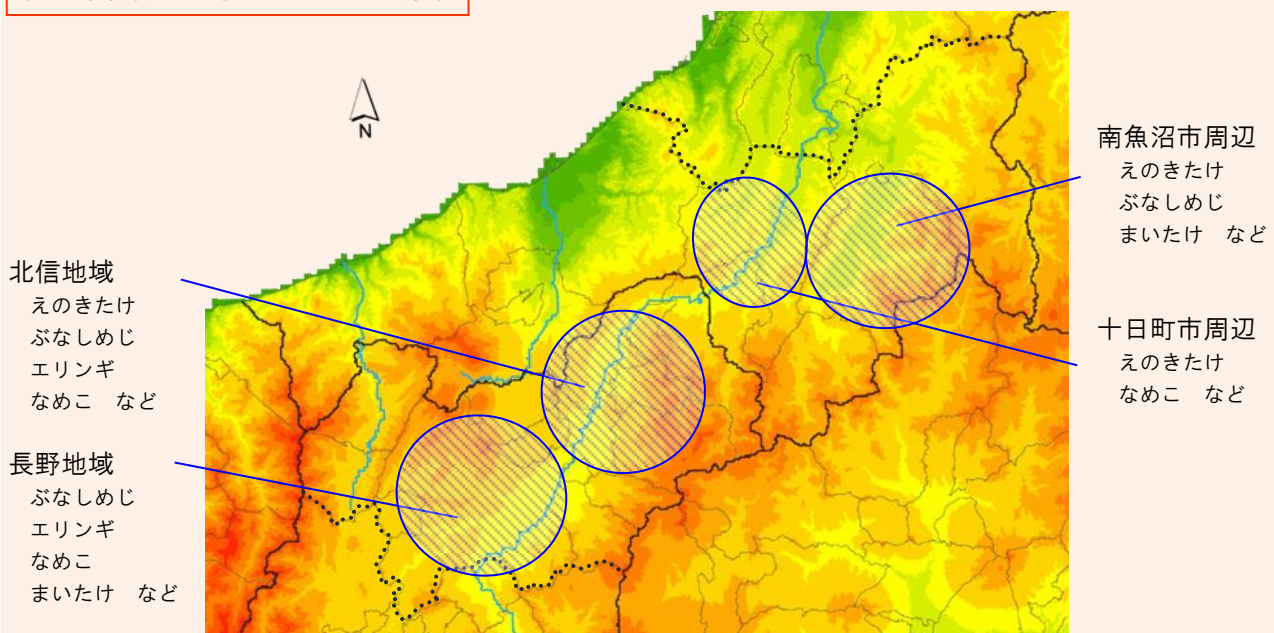 N
北信地域
えのきたけ
ぶなしめじ
エリンギ
なめこ　など
長野地域
ぶなしめじ
エリンギ
なめこ
まいたけ　など
南魚沼市周辺
えのきたけ
ぶなしめじ
まいたけ　など
十日町市周辺
えのきたけ
なめこ　など